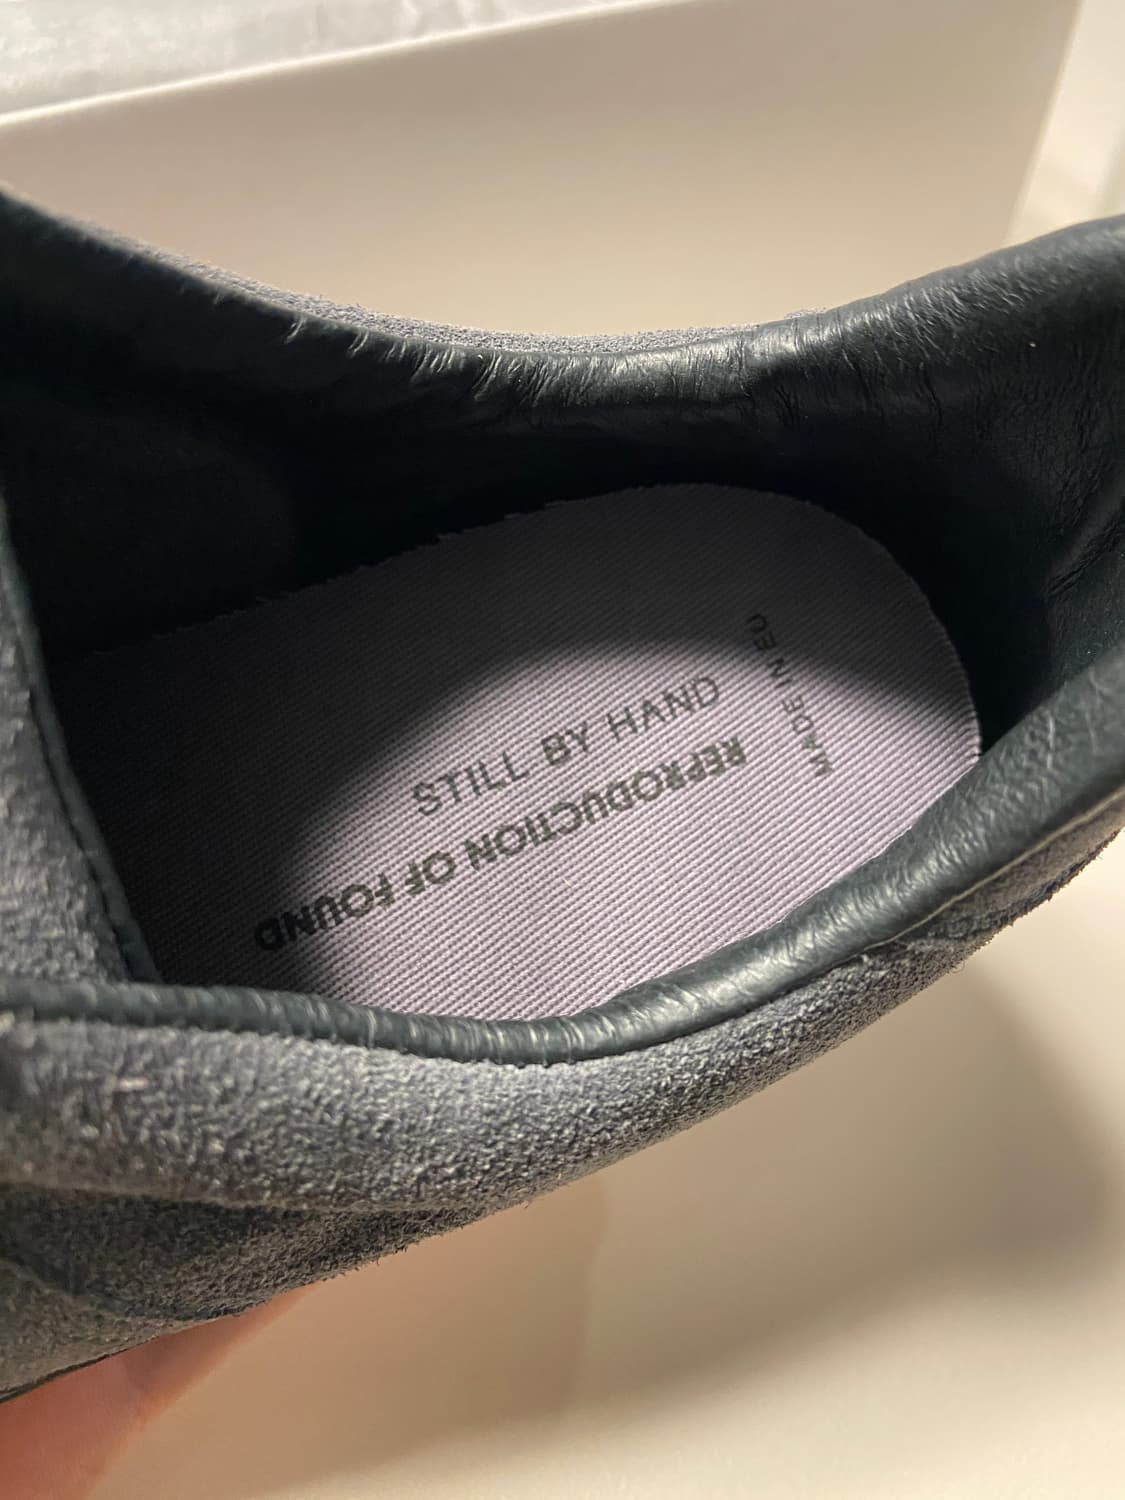 STILL BY HAND
REPRODUCTION OF FOUND
MADE IN EU